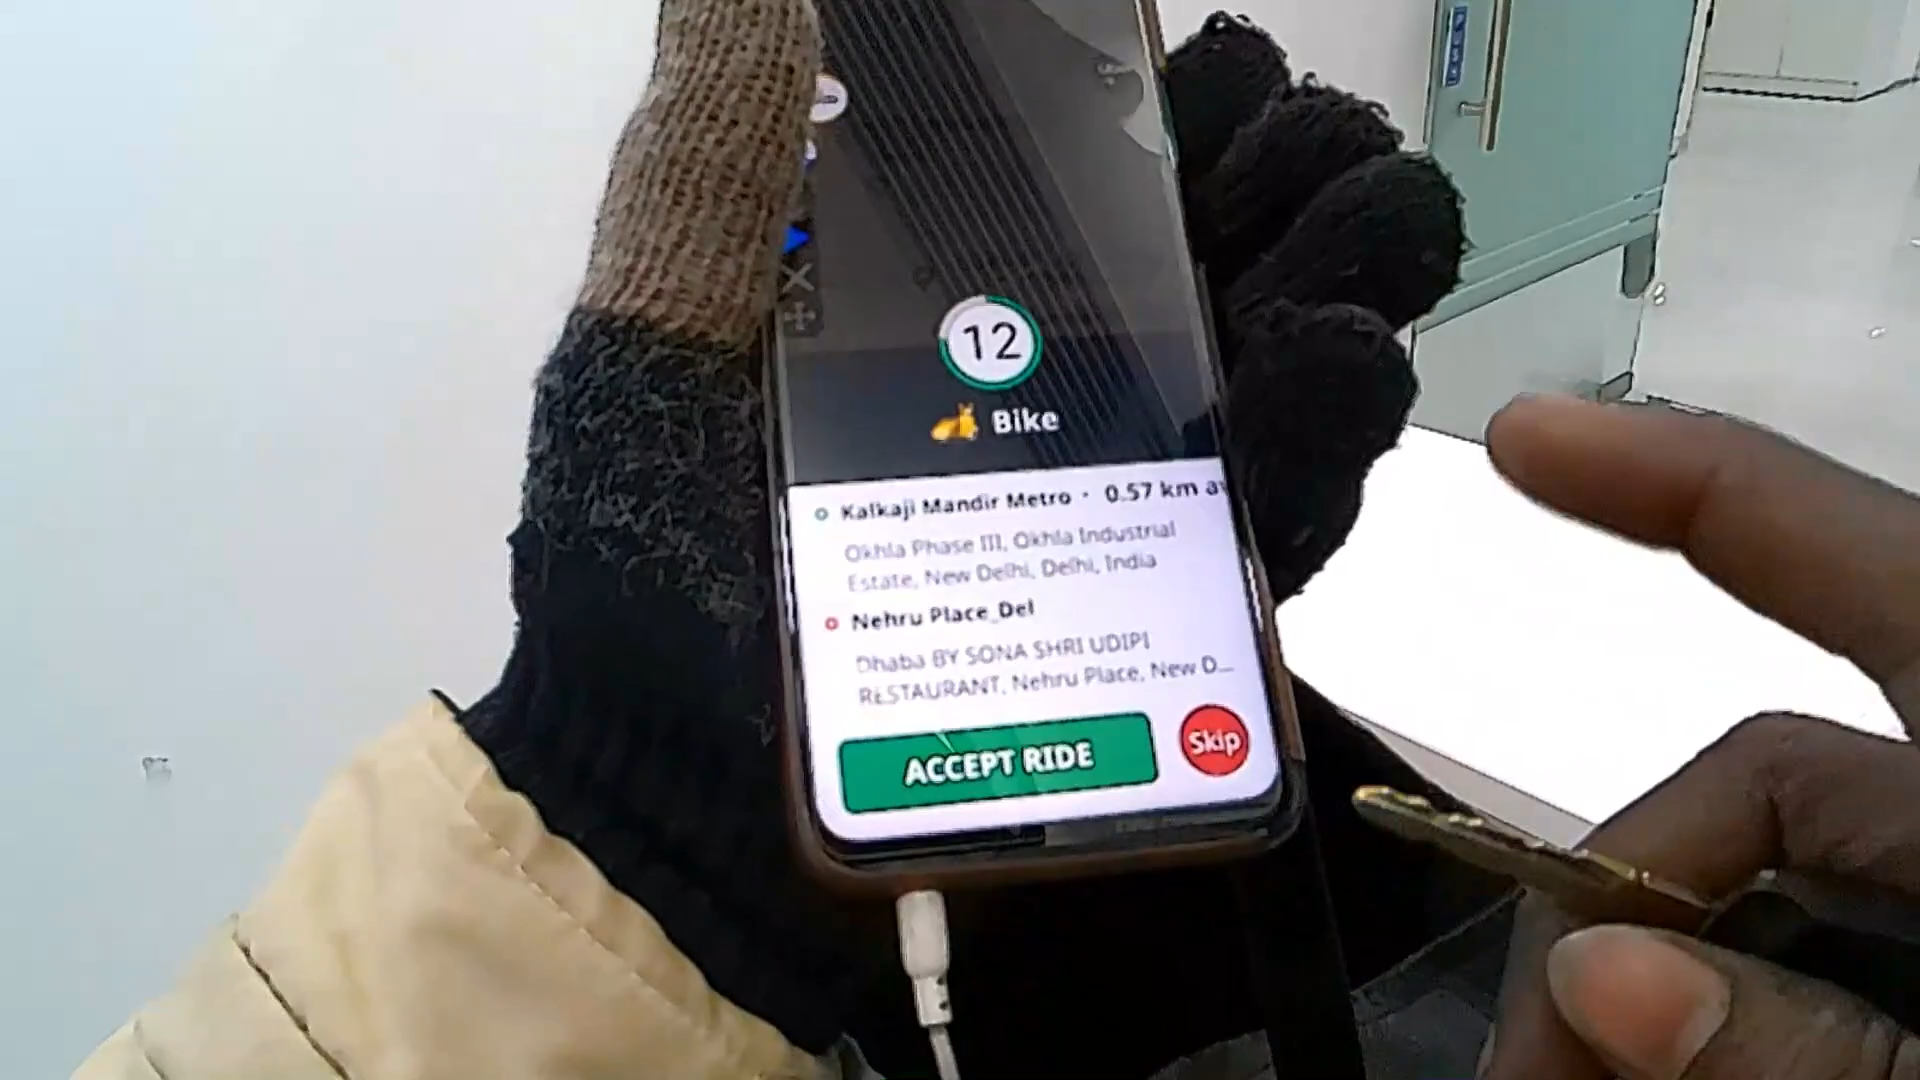 12
Bike
Kalkaji Mandir Metro · 0.57 km a
Okhla Phase III, Okhla Industrial
Estate, New Delhi, Delhi, India
Nehru Place_Del
Dhaba BY SONA SHRI UDIPI
RESTAURANT, Nehru Place, New D...
ACCEPT RIDE
Skip